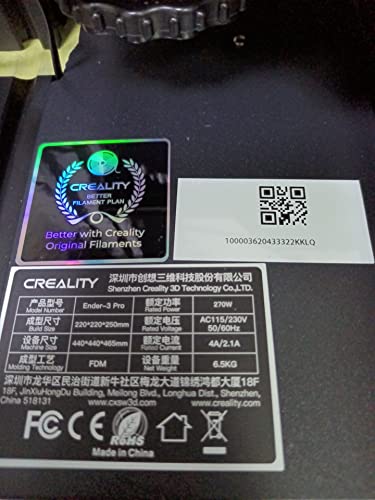 CREALITY
BETTER
FILAMENT PLAN
Better with Creality
Original Filaments
100003620433322KKLQ
CREALITY 深圳市创想三维科技股份有限公司
Shenzhen Creality 3D Technology Co.,LTD.
产品型号 Ender-3 Pro 额定功率 270W
Model Number Rated Power
成型尺寸 220*220*250mm 额定电压 AC115/230V
Build Size Rated Voltage 50/60Hz
设备尺寸 440*440*465mm 额定电流 4A/2.1A
Machine Size Rated Current
成型工艺 FDM 设备重量 6.5KG
Molding Technology Net Weight
深圳市龙华区民治街道新牛社区梅龙大道锦绣鸿都大厦18F
18F, JinXiuHongDu Building, Meilong Blvd., Longhua Dist., Shenzhen,
China 518131 www.cxsw3d.com www.creality.com
FC CE RoHS
Made in China